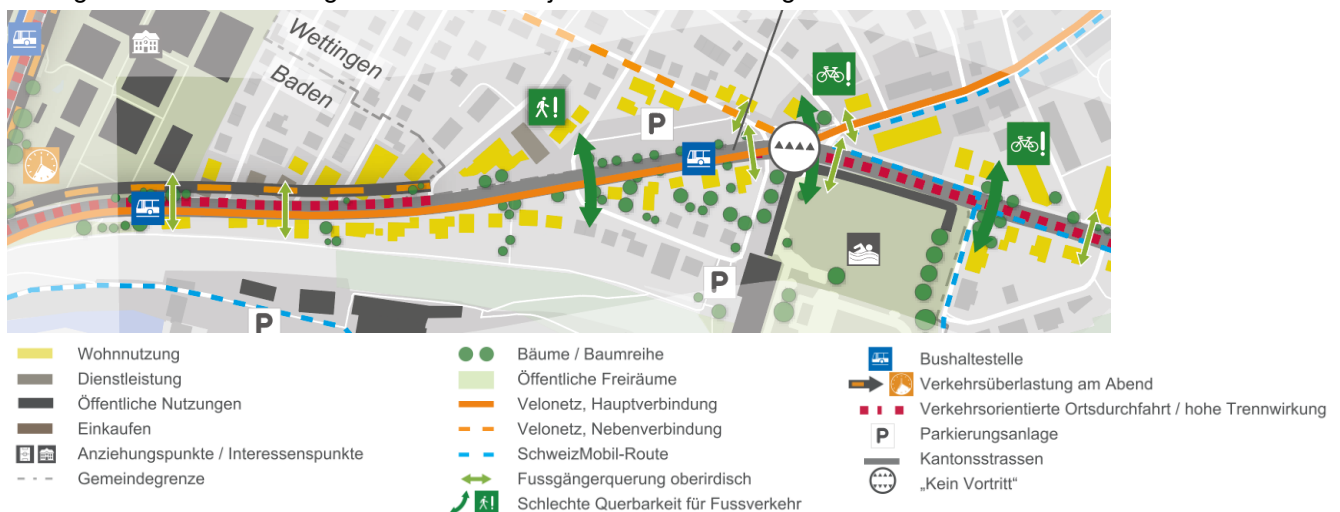 Wettingen
Baden
P
P
P
Wohnnutzung
Dienstleistung
Öffentliche Nutzungen
Einkaufen
Anziehungspunkte / Interessenspunkte
Gemeindegrenze
Bäume / Baumreihe
Öffentliche Freiräume
Velonetz, Hauptverbindung
Velonetz, Nebenverbindung
SchweizMobil-Route
Fussgängerquerung oberirdisch
Schlechte Querbarkeit für Fussverkehr
Bushaltestelle
Verkehrsüberlastung am Abend
Verkehrsorientierte Ortsdurchfahrt / hohe Trennwirkung
P Parkierungsanlage
Kantonsstrassen
„Kein Vortritt“